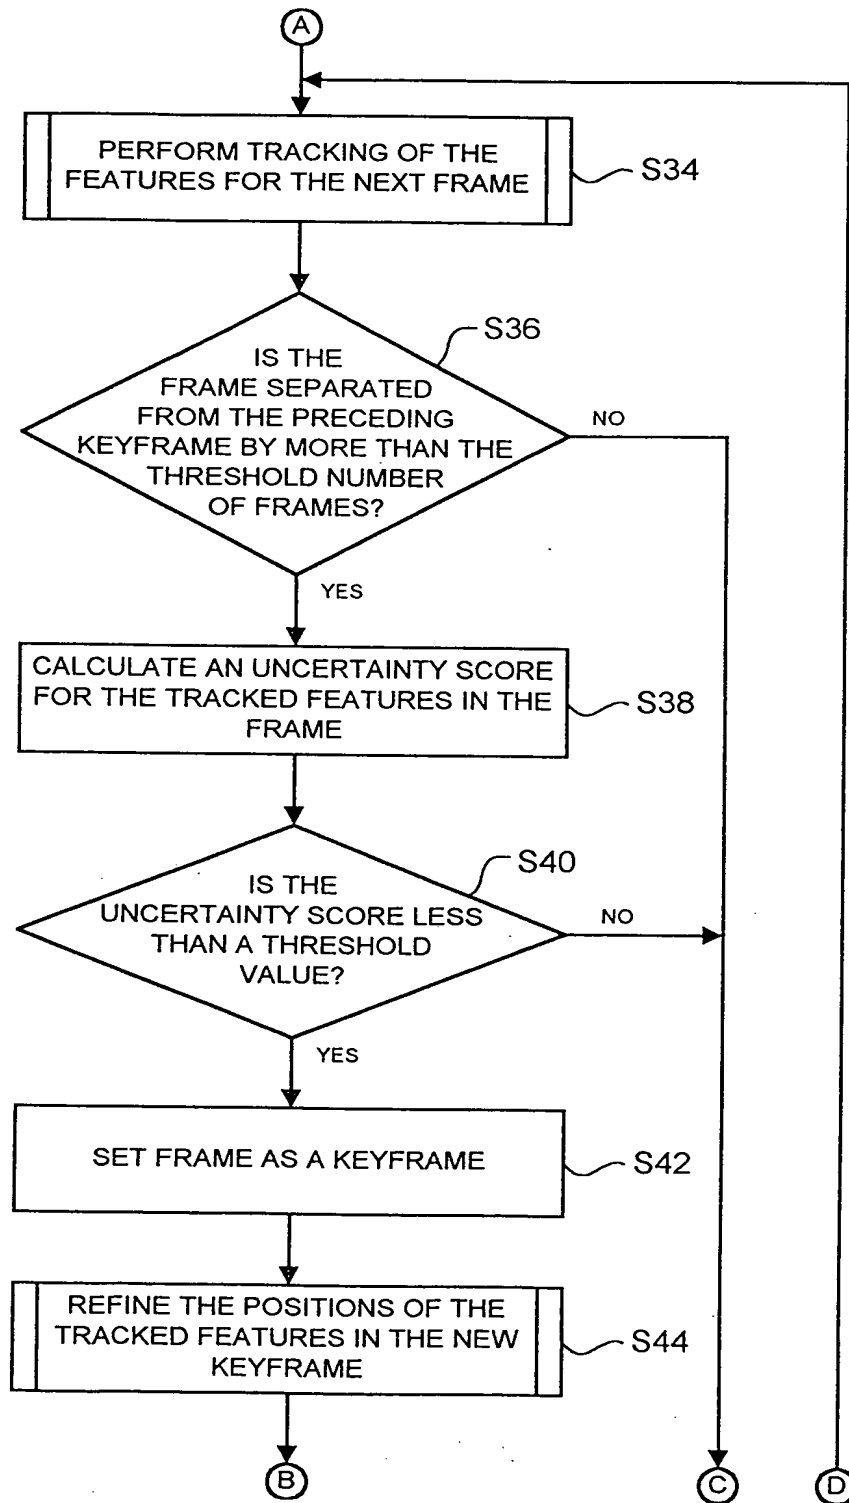 A
PERFORM TRACKING OF THE
FEATURES FOR THE NEXT FRAME
S34
S36
IS THE
FRAME SEPARATED
FROM THE PRECEDING
KEYFRAME BY MORE THAN THE
THRESHOLD NUMBER
OF FRAMES?
NO
YES
CALCULATE AN UNCERTAINTY SCORE
FOR THE TRACKED FEATURES IN THE
FRAME
S38
S40
IS THE
UNCERTAINTY SCORE LESS
THAN A THRESHOLD
VALUE?
NO
YES
SET FRAME AS A KEYFRAME
S42
REFINE THE POSITIONS OF THE
TRACKED FEATURES IN THE NEW
KEYFRAME
S44
B
C
D